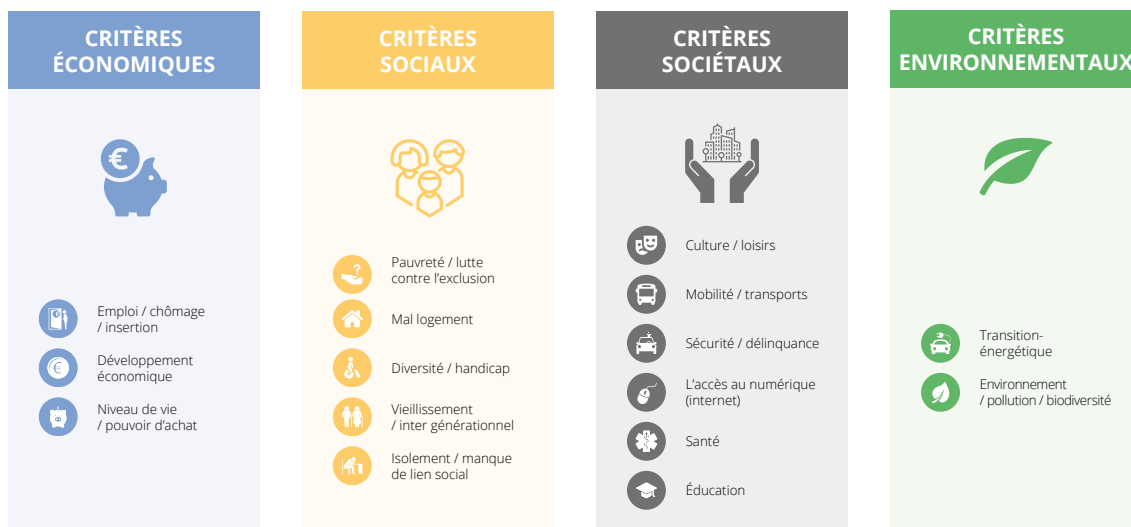 CRITÈRES
ÉCONOMIQUES
€
Emploi / chômage
/ insertion
€
Développement
économique
Niveau de vie
/ pouvoir d'achat
CRITÈRES
SOCIAUX
?
Pauvreté / lutte
contre l'exclusion
Mal logement
Diversité / handicap
Vieillissement
/ inter générationnel
Isolement / manque
de lien social
CRITÈRES
SOCIÉTAUX
Culture / loisirs
Mobilité / transports
Sécurité / délinquance
L'accès au numérique
(internet)
Santé
Éducation
CRITÈRES
ENVIRONNEMENTAUX
Transition-
énergétique
Environnement
/ pollution / biodiversité